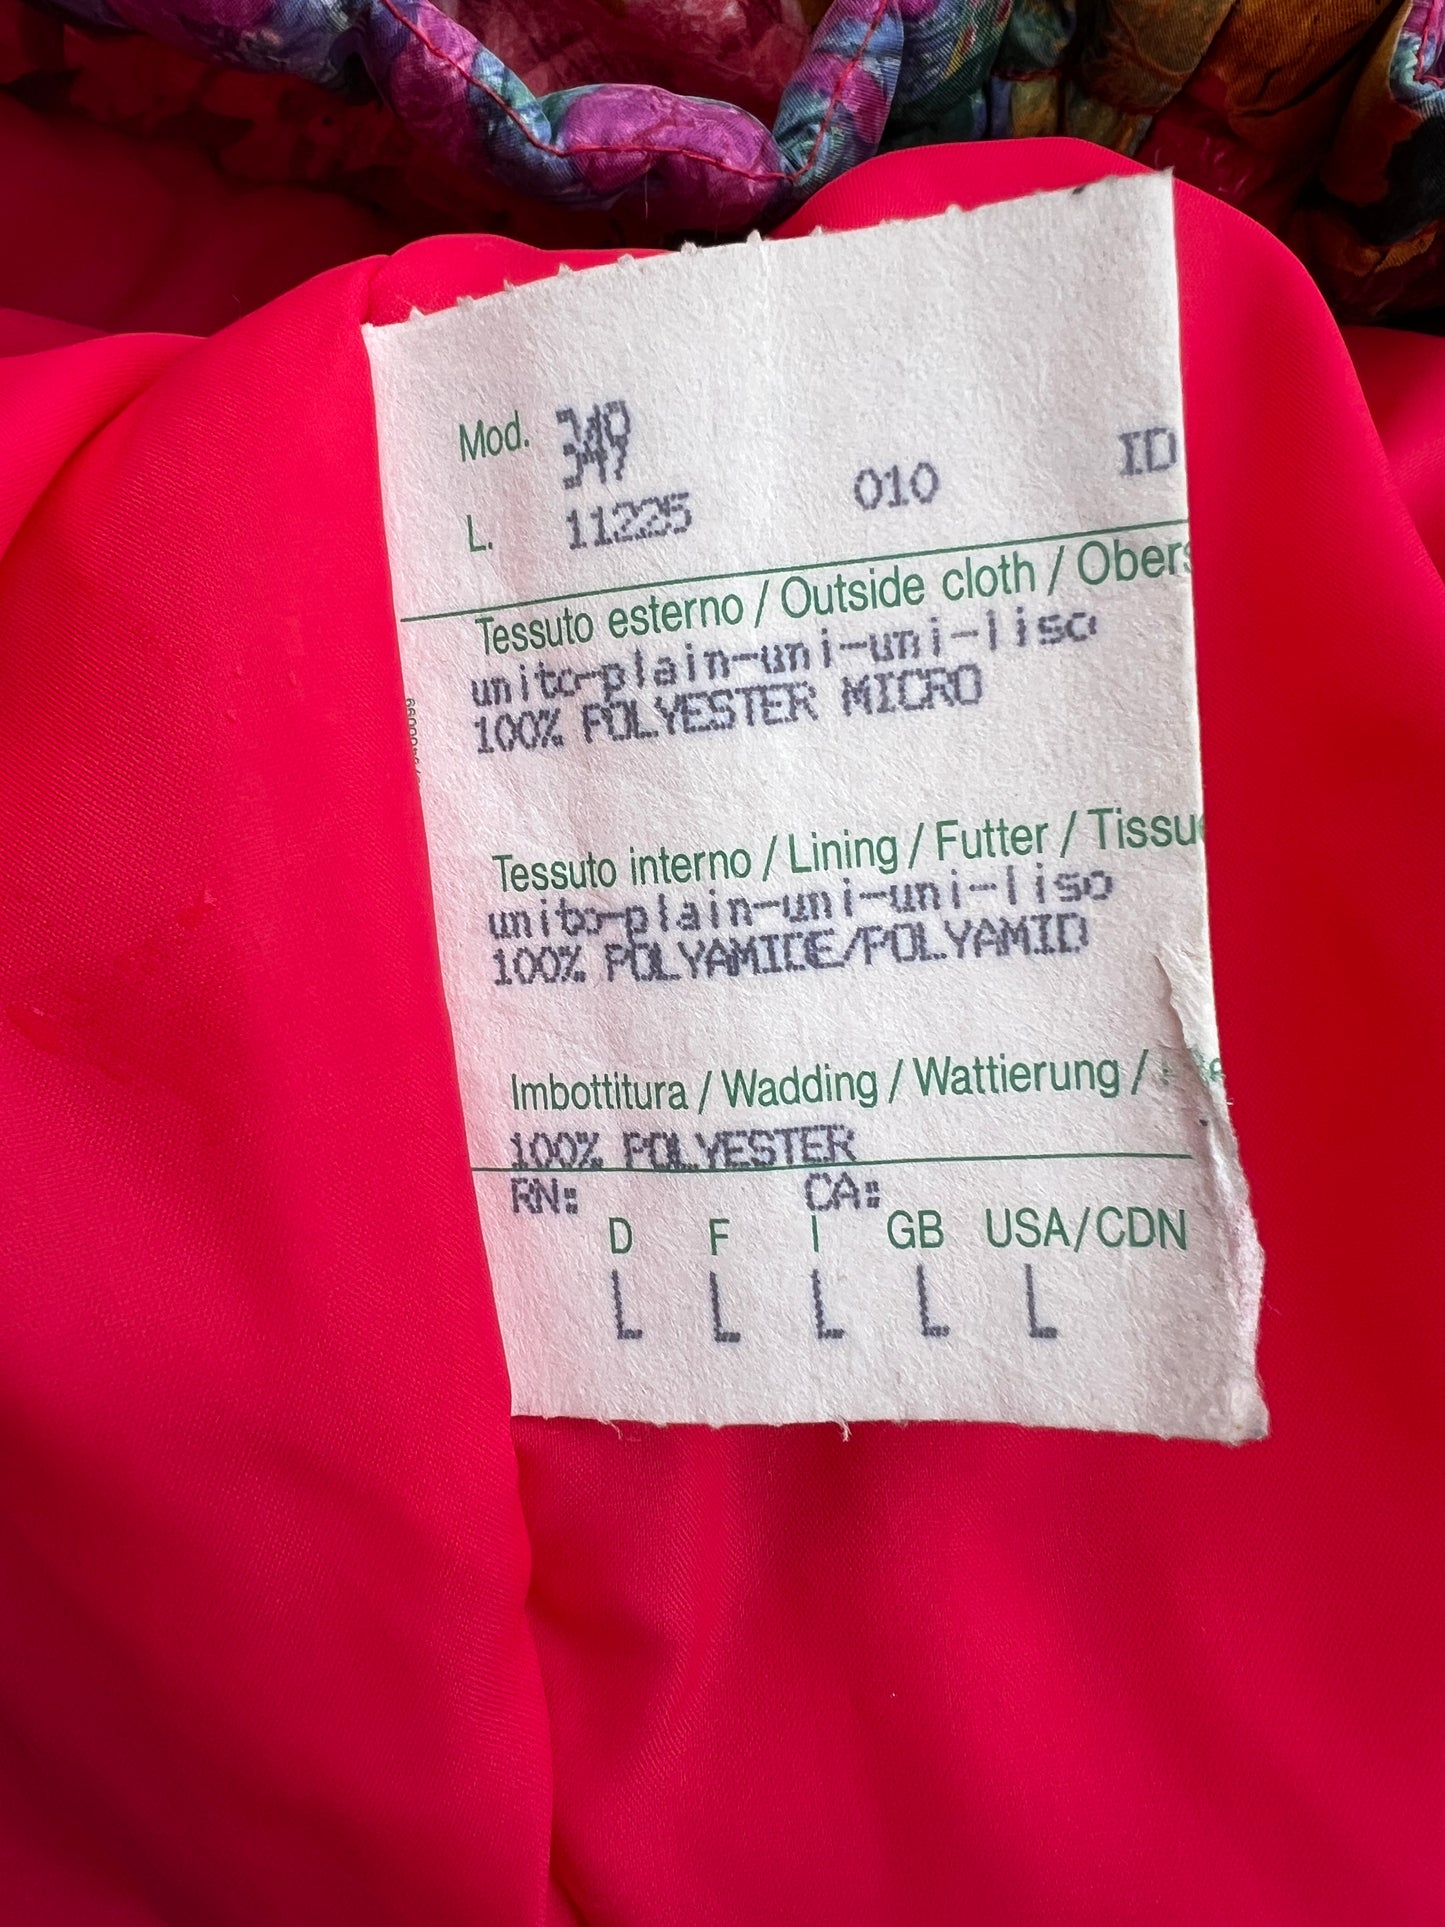 Mod.
L. 11225 010 ID
Tessuto esterno / Outside cloth / Obers
unito-plain-uni-uni-liso
100% POLYESTER MICRO
Tessuto interno / Lining / Futter / Tissu
unito-plain-uni-uni-liso
100% POLYAMIDE/POLYAMID
Imbottitura / Wadding / Wattierung /
100% POLYESTER
RN: CA:
D F I GB USA/CDN
L L L L L